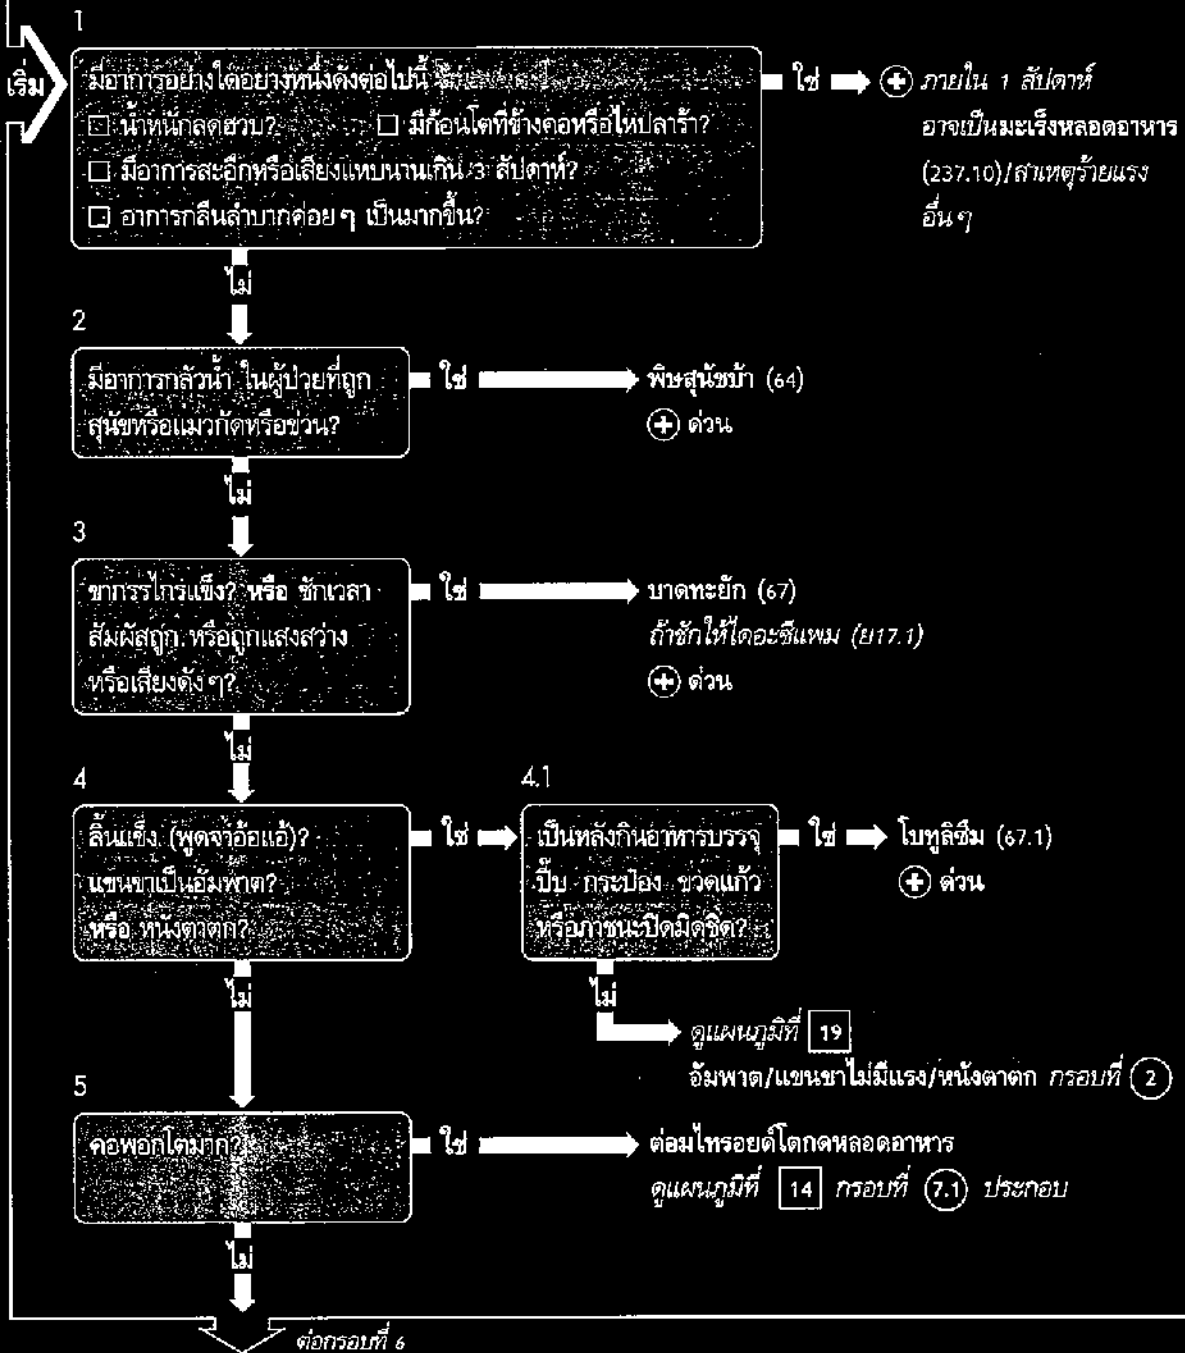 1
เริ่ม
มีอาการอย่างใดอย่างหนึ่งดังต่อไปนี้
ใช่
ภายใน 1 สัปดาห์
น้ำหนักลดฮวบ?
มีก้อนโตที่ข้างคอหรือไหปลาร้า?
อาจเป็นมะเร็งหลอดอาหาร
มีอาการสะอึกหรือเสียงแหบนานเกิน 3 สัปดาห์?
(237.10)/สาเหตุร้ายแรง
อาการกลืนลำบากค่อยๆ เป็นมากขึ้น?
อื่นๆ
ไม่
2
มีอาการกลัวน้ำ ในผู้ป่วยที่ถูก
สุนัขหรือแมวกัดหรือข่วน?
ใช่
พิษสุนัขบ้า (64)
ด่วน
ไม่
3
ขากรรไกรแข็ง? หรือ ชักเวลา
สัมผัสถูก หรือถูกแสงสว่าง
หรือเสียงดังๆ?
ใช่
บาดทะยัก (67)
ถ้าชักให้ไดอะซีแพม (ย17.1)
ด่วน
ไม่
4
ลิ้นแข็ง (พูดจาอ้อแอ้)?
แขนขาเป็นอัมพาต?
หรือ หนังตาตก?
ใช่
4.1
เป็นหลังกินอาหารบรรจุ
ปี๊บ กระป๋อง ขวดแก้ว
หรือภาชนะปิดมิดชิด?
ใช่
โบทูลิซึม (67.1)
ด่วน
ไม่
ไม่
ดูแผนภูมิที่ 19
อัมพาต/แขนขาไม่มีแรง/หนังตาตก กรอบที่ 2
5
คอพอกโตมาก?
ใช่
ต่อมไทรอยด์โตกดหลอดอาหาร
ดูแผนภูมิที่ 14 กรอบที่ 7.1 ประกอบ
ไม่
ต่อกรอบที่ 6